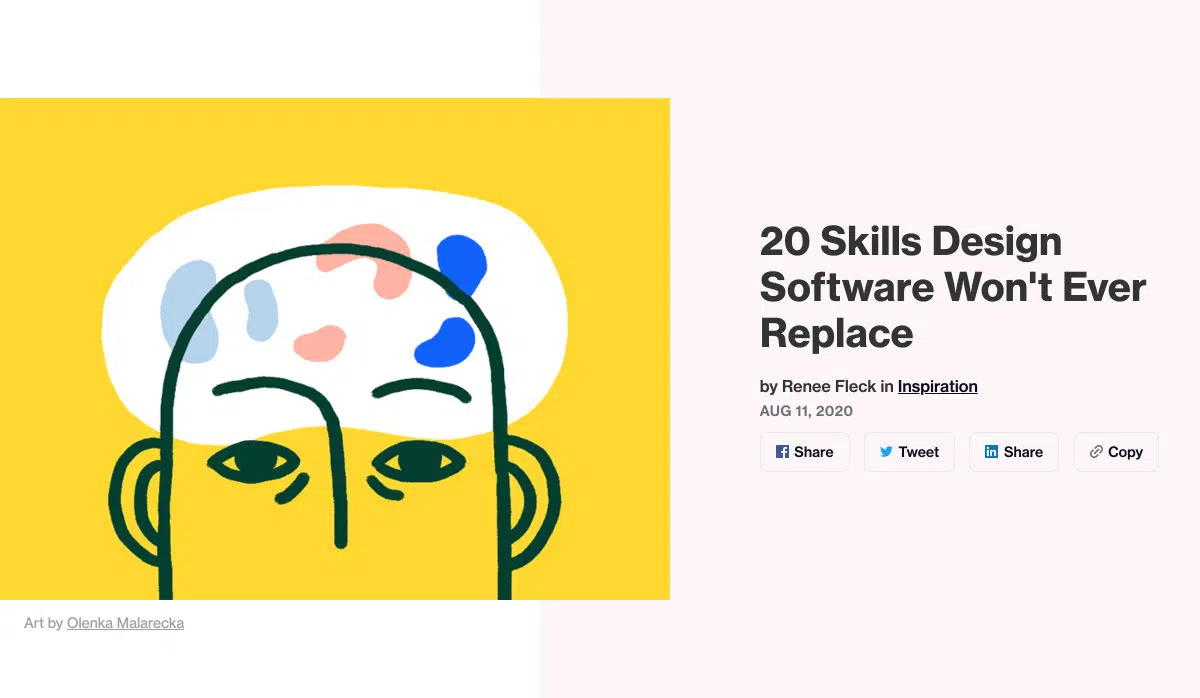 20 Skills Design
Software Won't Ever
Replace
by Renee Fleck in Inspiration
AUG 11, 2020
Share Tweet Share Copy
Art by Olenka Malarecka